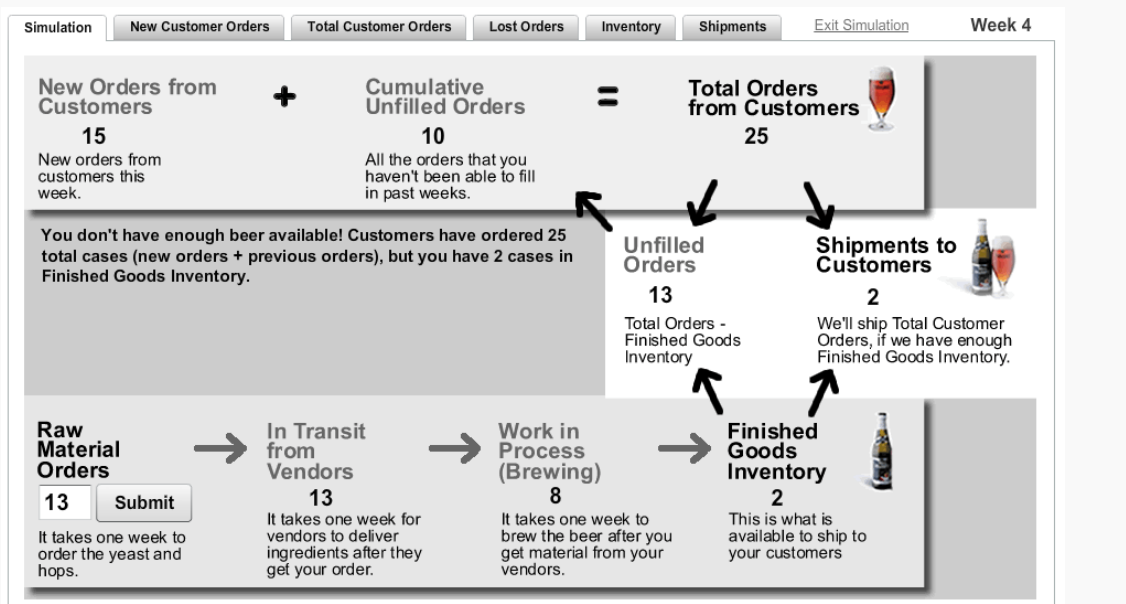 Simulation
New Customer Orders
Total Customer Orders
Lost Orders
Inventory
Shipments
Exit Simulation
Week 4
New Orders from
Customers
15
New orders from
customers this
week.
+
Cumulative
Unfilled Orders
10
All the orders that you
haven't been able to fill
in past weeks.
=
Total Orders
from Customers
25
You don't have enough beer available! Customers have ordered 25
total cases (new orders + previous orders), but you have 2 cases in
Finished Goods Inventory.
Unfilled
Orders
13
Total Orders -
Finished Goods
Inventory
Shipments to
Customers
2
We'll ship Total Customer
Orders, if we have enough
Finished Goods Inventory.
Raw
Material
Orders
13
Submit
It takes one week to
order the yeast and
hops.
In Transit
from
Vendors
13
It takes one week for
vendors to deliver
ingredients after they
get your order.
Work in
Process
(Brewing)
8
It takes one week to
brew the beer after you
get material from your
vendors.
Finished
Goods
Inventory
2
This is what is
available to ship to
your customers